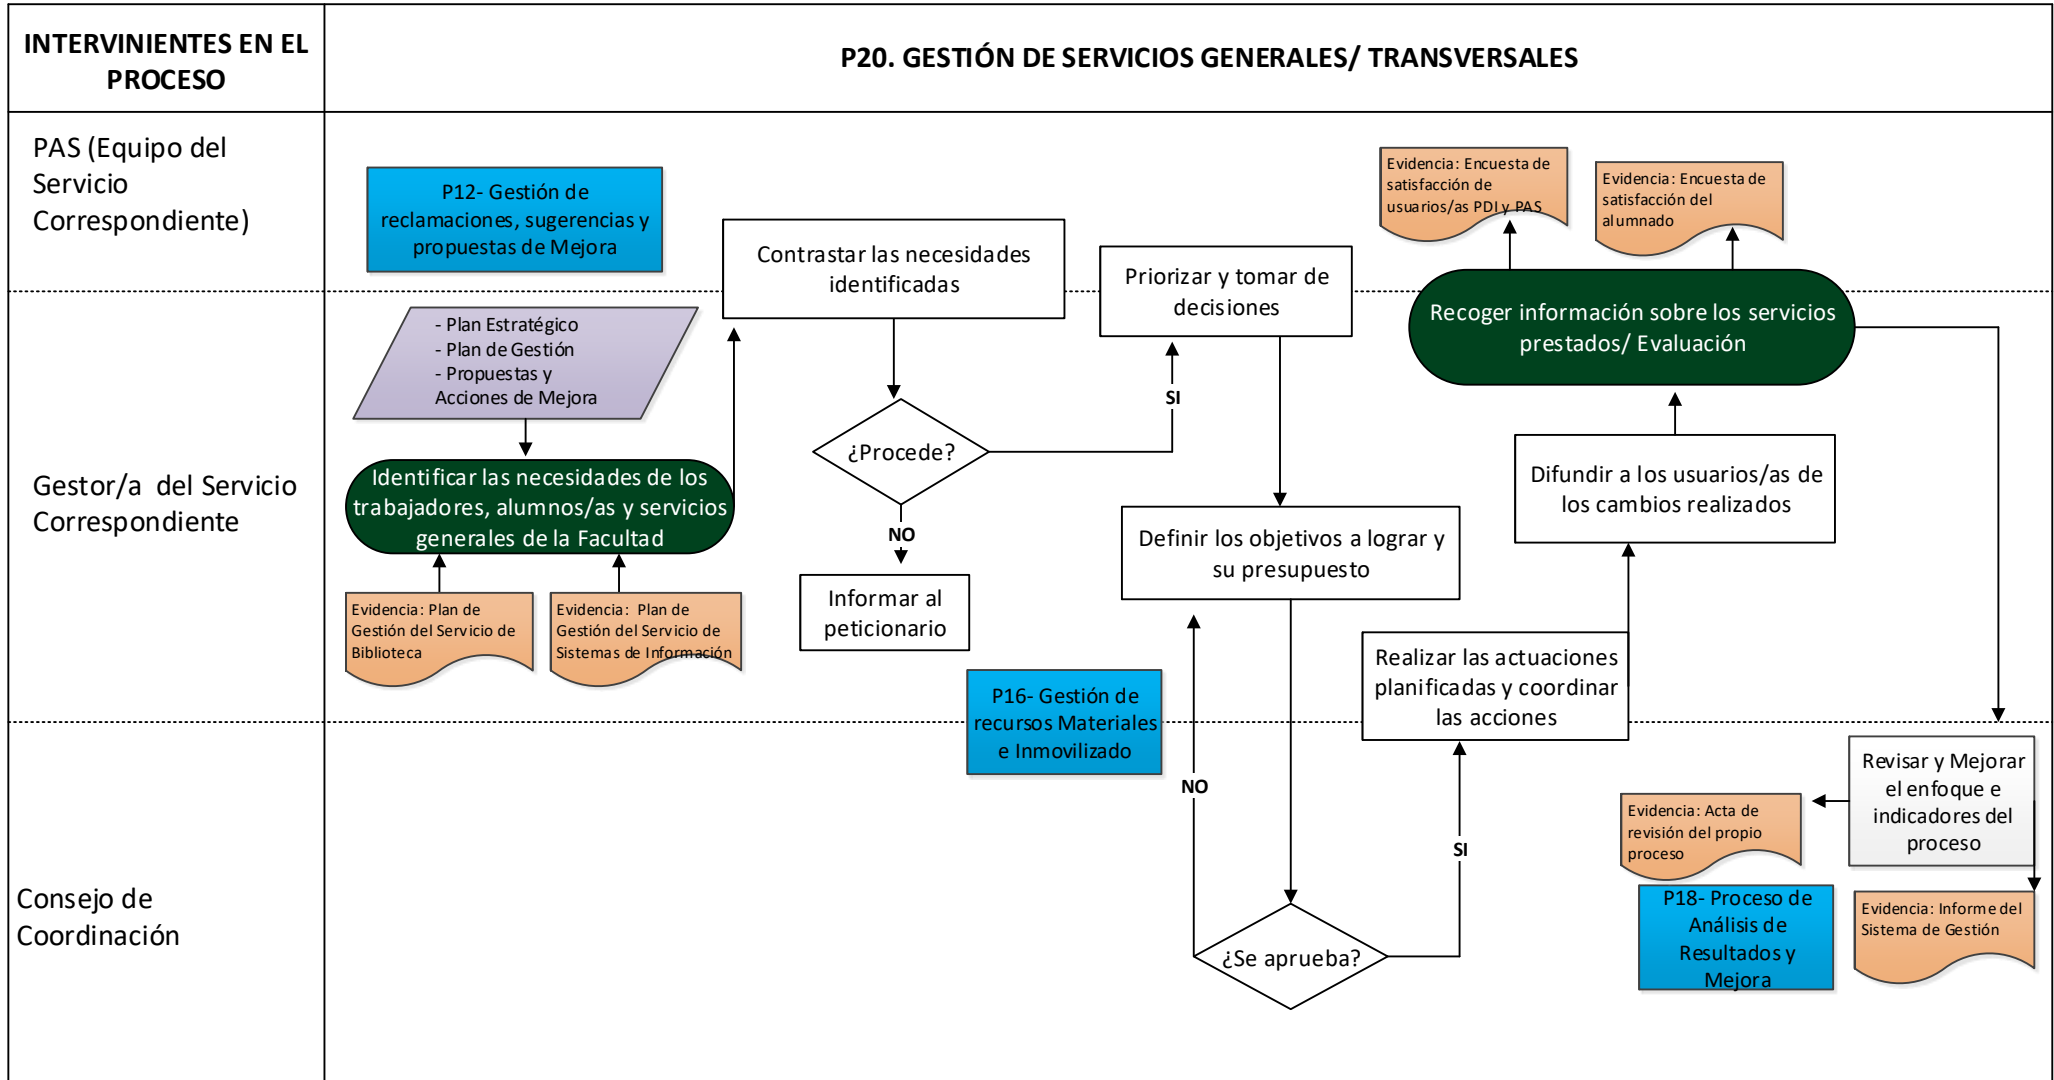 INTERVINIENTES EN EL
PROCESO
P20. GESTIÓN DE SERVICIOS GENERALES/ TRANSVERSALES
PAS (Equipo del
Servicio
Correspondiente)
P12- Gestión de
reclamaciones, sugerencias y
propuestas de Mejora
Contrastar las necesidades
identificadas
Priorizar y tomar de
decisiones
Evidencia: Encuesta de
satisfacción de
usuarios/as PDI y PAS
Evidencia: Encuesta de
satisfacción del
alumnado
Recoger información sobre los servicios
prestados/ Evaluación
Gestor/a del Servicio
Correspondiente
- Plan Estratégico
- Plan de Gestión
- Propuestas y
Acciones de Mejora
Identificar las necesidades de los
trabajadores, alumnos/as y servicios
generales de la Facultad
Evidencia: Plan de
Gestión del Servicio de
Biblioteca
Evidencia: Plan de
Gestión del Servicio de
Sistemas de Información
¿Procede?
SI
NO
Informar al
peticionario
Definir los objetivos a lograr y
su presupuesto
Difundir a los usuarios/as de
los cambios realizados
Realizar las actuaciones
planificadas y coordinar
las acciones
P16- Gestión de
recursos Materiales
e Inmovilizado
Consejo de
Coordinación
NO
SI
¿Se aprueba?
Revisar y Mejorar
el enfoque e
indicadores del
proceso
Evidencia: Acta de
revisión del propio
proceso
P18- Proceso de
Análisis de
Resultados y
Mejora
Evidencia: Informe del
Sistema de Gestión